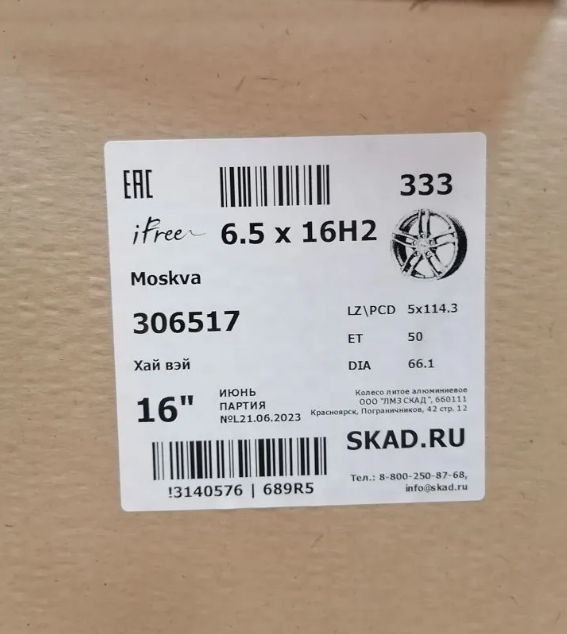 EAC
333
iFree 6.5 x 16H2
Moskva
306517
LZ\PCD 5x114.3
ET 50
Хай вэй
DIA 66.1
16"
ИЮНЬ
ПАРТИЯ
№L21.06.2023
Колесо литое алюминиевое
ООО "ЛМЗ СКАД", 660111
Красноярск, Пограничников, 42 стр. 12
SKAD.RU
!3140576 | 689R5
Тел.: 8-800-250-87-68,
info@skad.ru